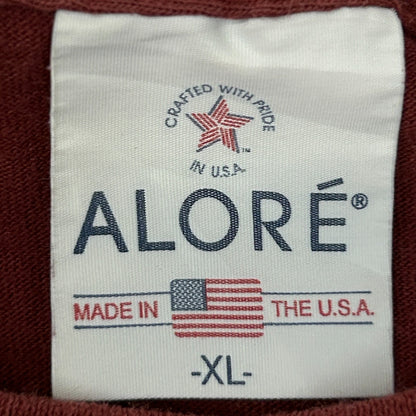 CRAFTED WITH PRIDE
™
IN U.S.A.
ALORÉ®
MADE IN THE U.S.A.
-XL-